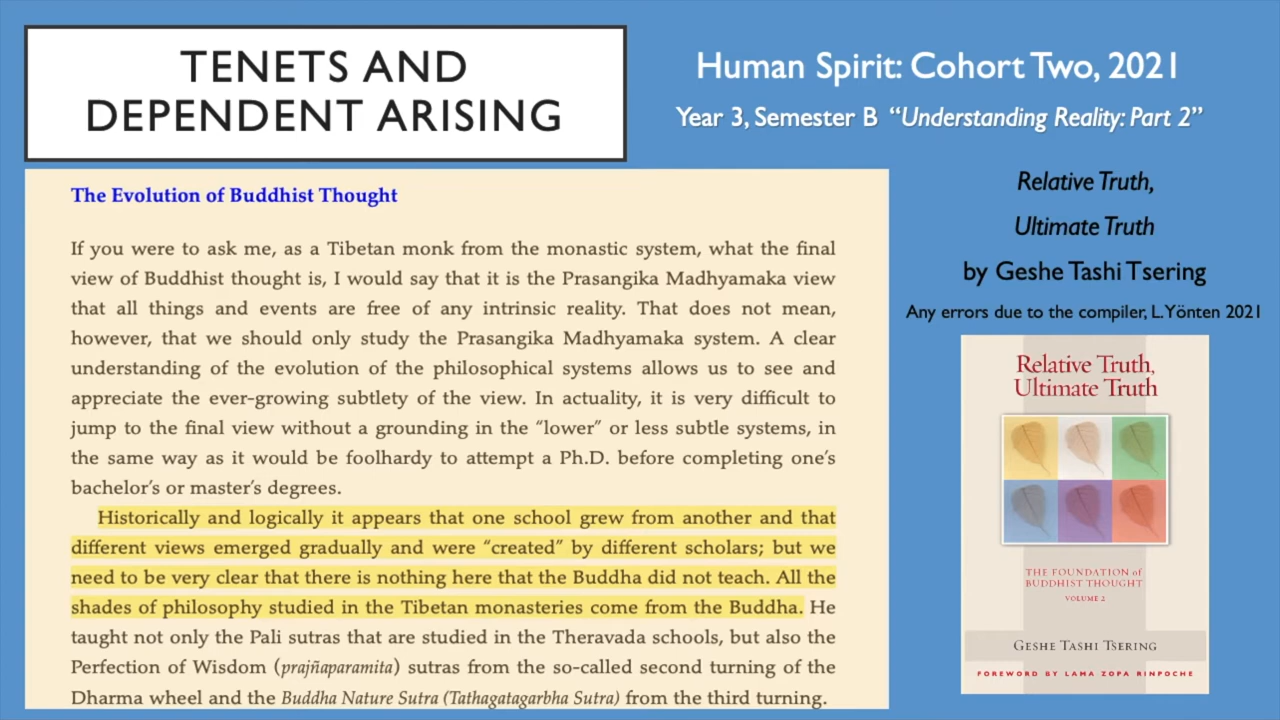 TENETS AND
DEPENDENT ARISING
Human Spirit: Cohort Two, 2021
Year 3, Semester B “Understanding Reality: Part 2”
The Evolution of Buddhist Thought
If you were to ask me, as a Tibetan monk from the monastic system, what the final
view of Buddhist thought is, I would say that it is the Prasangika Madhyamaka view
that all things and events are free of any intrinsic reality. That does not mean,
however, that we should only study the Prasangika Madhyamaka system. A clear
understanding of the evolution of the philosophical systems allows us to see and
appreciate the ever-growing subtlety of the view. In actuality, it is very difficult to
jump to the final view without a grounding in the “lower” or less subtle systems, in
the same way as it would be foolhardy to attempt a Ph.D. before completing one’s
bachelor’s or master’s degrees.
Historically and logically it appears that one school grew from another and that
different views emerged gradually and were “created” by different scholars; but we
need to be very clear that there is nothing here that the Buddha did not teach. All the
shades of philosophy studied in the Tibetan monasteries come from the Buddha. He
taught not only the Pali sutras that are studied in the Theravada schools, but also the
Perfection of Wisdom (prajñaparamita) sutras from the so-called second turning of the
Dharma wheel and the Buddha Nature Sutra (Tathagatagarbha Sutra) from the third turning.
Relative Truth,
Ultimate Truth
by Geshe Tashi Tsering
Any errors due to the compiler, L.Yönten 2021
Relative Truth,
Ultimate Truth
THE FOUNDATION of
BUDDHIST THOUGHT
VOLUME 2
GESHE TASHI TSERING
FOREWORD BY LAMA ZOPA RINPOCHE